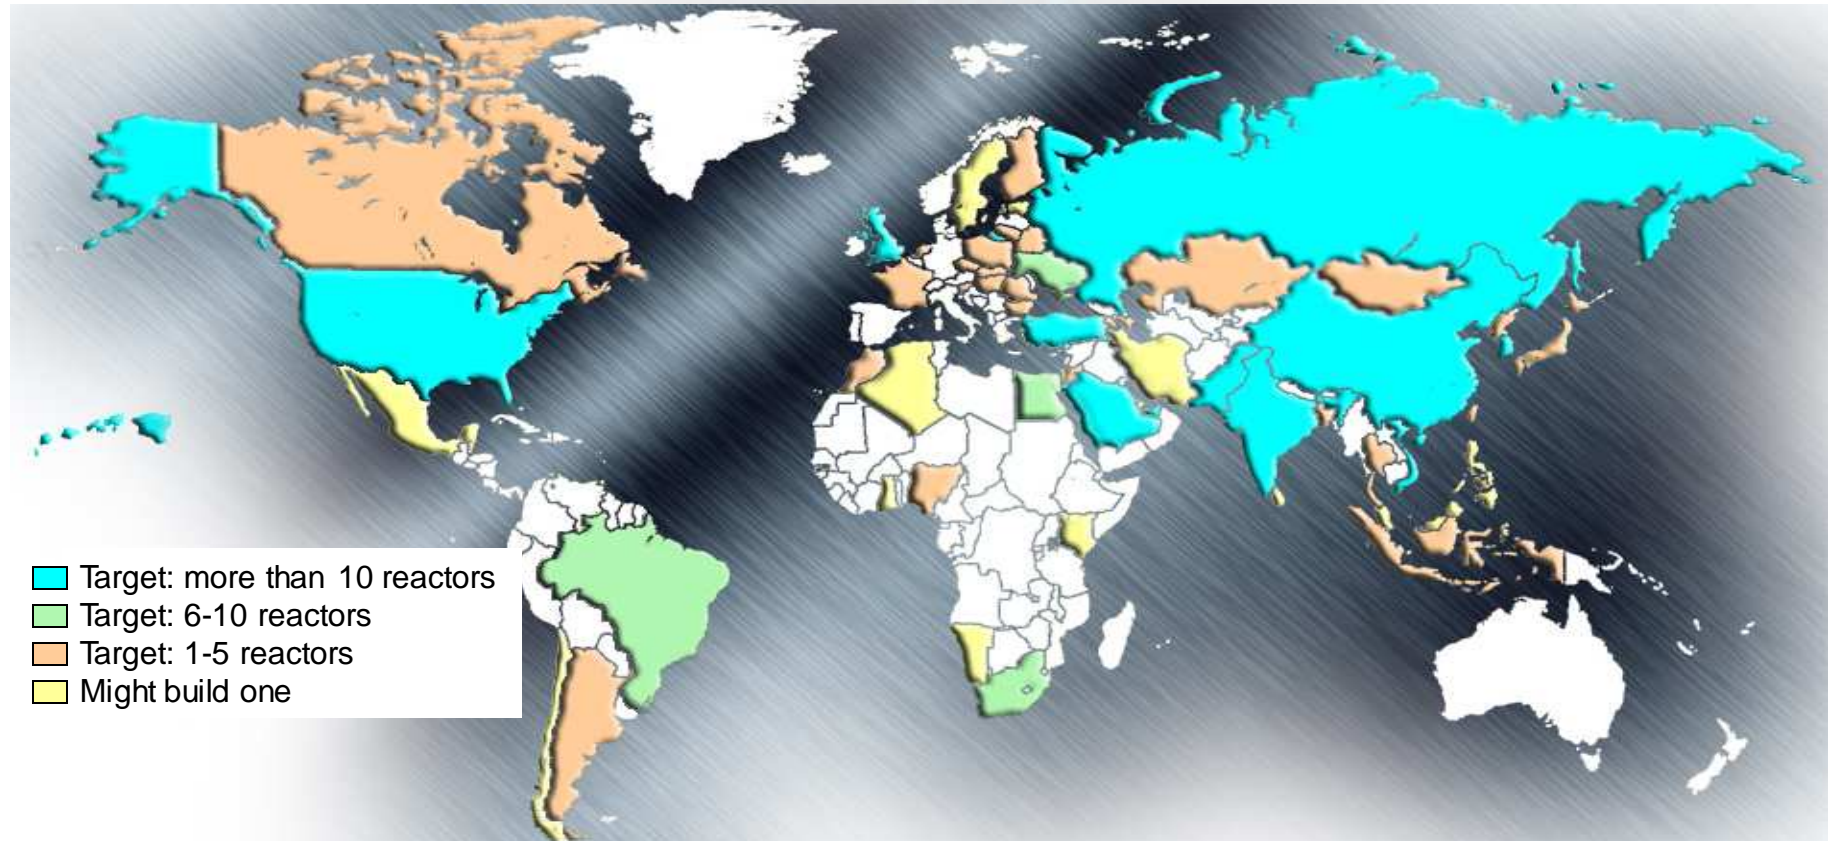 Target: more than 10 reactors
Target: 6-10 reactors
Target: 1-5 reactors
Might build one